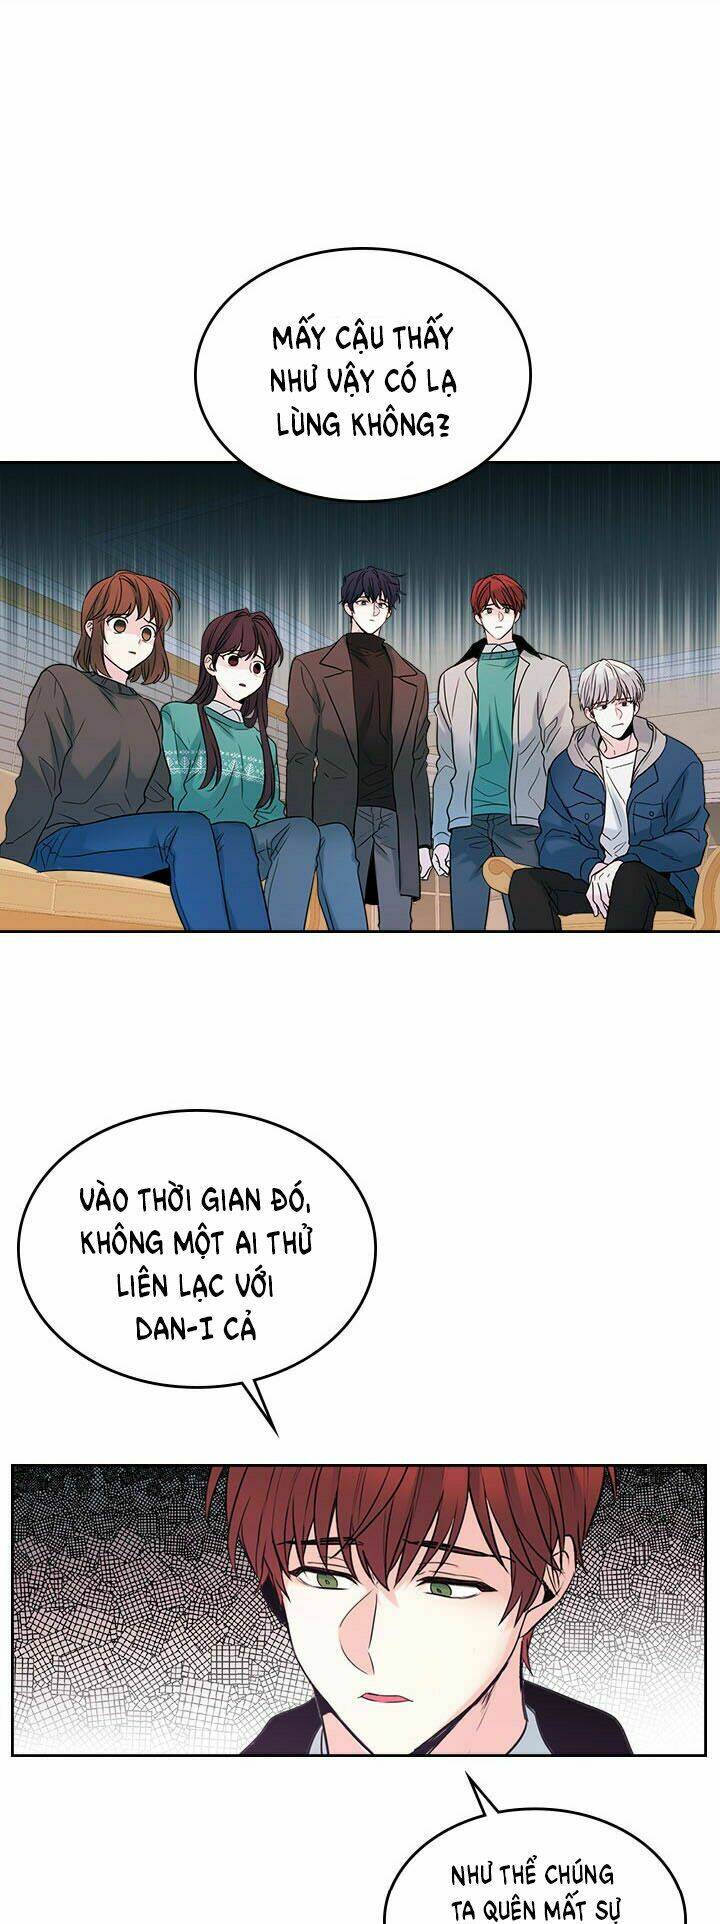 MẤY CẬU THẤY
NHƯ VẬY CÓ LẠ
LÙNG KHÔNG?
VÀO THỜI GIAN ĐÓ,
KHÔNG MỘT AI THỬ
LIÊN LẠC VỚI
DAN-I CẢ
NHƯ THỂ CHÚNG
TA QUÊN MẤT SỰ